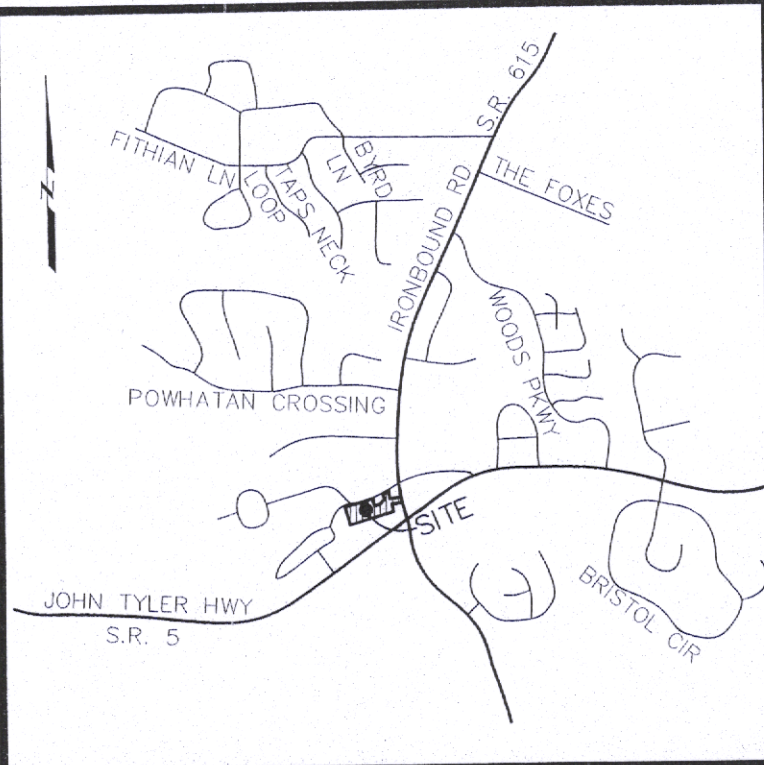 S.R. 615
FITHIAN LN
BYRD
LN
TAPS NECK
LOOP
THE FOXES
N
IRONBOUND RD
WOODS PKWY
POWHATAN CROSSING
SITE
BRISTOL CIR
JOHN TYLER HWY
S.R. 5